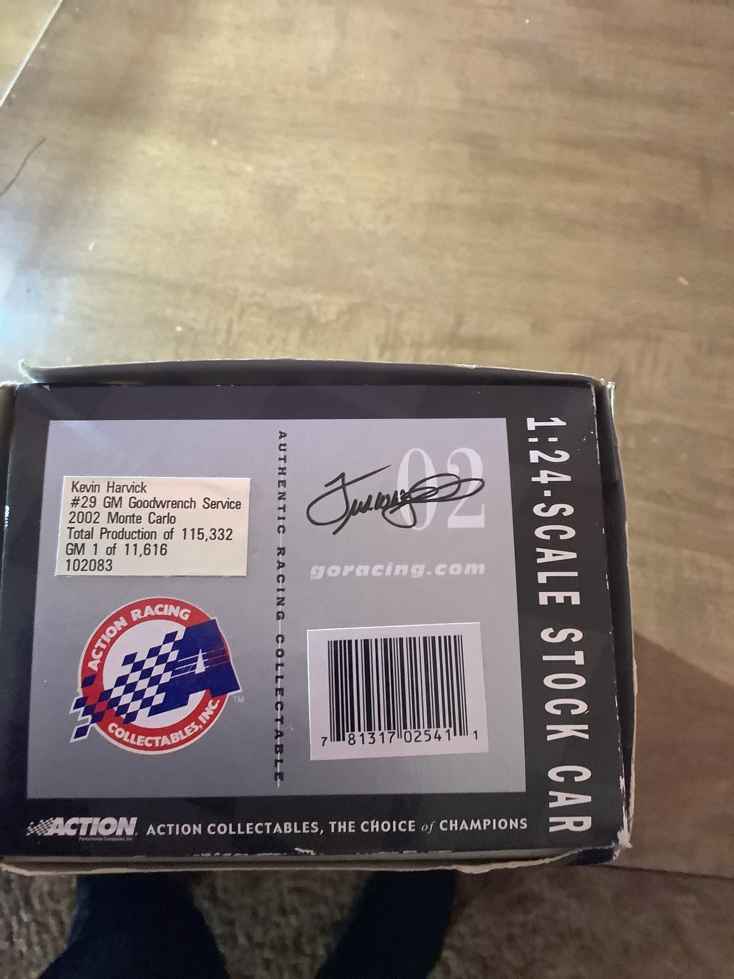 Kevin Harvick
#29 GM Goodwrench Service
2002 Monte Carlo
Total Production of 115,332
GM 1 of 11,616
102083
ACTION RACING
COLLECTABLES, INC.
TM
AUTHENTIC RACING COLLECTABLE
02
goracing.com
7 81317 02541 1
1:24-SCALE STOCK CAR
ACTION
ACTION COLLECTABLES, THE CHOICE of CHAMPIONS